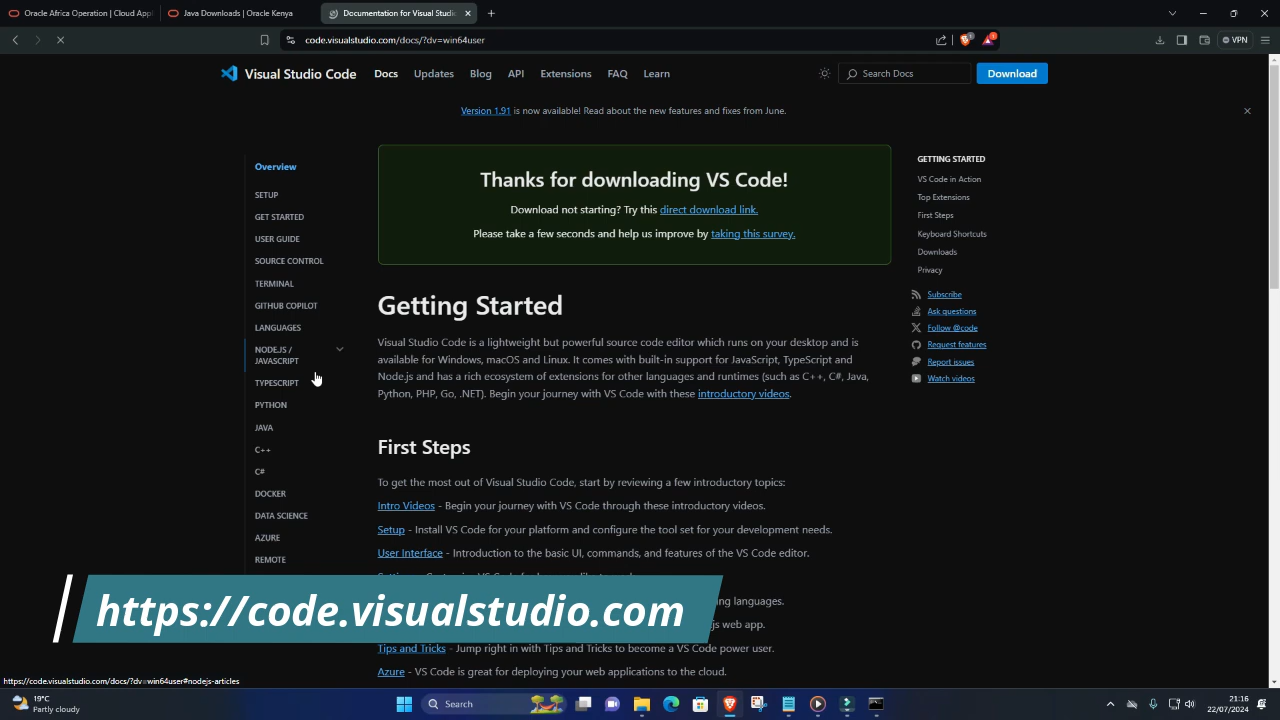 Oracle Africa Operation | Cloud Appl
Java Downloads | Oracle Kenya
Documentation for Visual Studi
code.visualstudio.com/docs/?dv=win64user
VPN
Visual Studio Code
Docs
Updates
Blog
API
Extensions
FAQ
Learn
Search Docs
Download
Version 1.91 is now available! Read about the new features and fixes from June.
Overview
SETUP
GET STARTED
USER GUIDE
SOURCE CONTROL
TERMINAL
GITHUB COPILOT
LANGUAGES
NODE.JS /
JAVASCRIPT
TYPESCRIPT
PYTHON
JAVA
C++
C#
DOCKER
DATA SCIENCE
AZURE
REMOTE
Thanks for downloading VS Code!
Download not starting? Try this direct download link.
Please take a few seconds and help us improve by taking this survey.
Getting Started
Visual Studio Code is a lightweight but powerful source code editor which runs on your desktop and is
available for Windows, macOS and Linux. It comes with built-in support for JavaScript, TypeScript and
Node.js and has a rich ecosystem of extensions for other languages and runtimes (such as C++, C#, Java,
Python, PHP, Go, .NET). Begin your journey with VS Code with these introductory videos.
First Steps
To get the most out of Visual Studio Code, start by reviewing a few introductory topics:
Intro Videos - Begin your journey with VS Code through these introductory videos.
Setup - Install VS Code for your platform and configure the tool set for your development needs.
User Interface - Introduction to the basic UI, commands, and features of the VS Code editor.
ng languages.
js web app.
Tips and Tricks - Jump right in with Tips and Tricks to become a VS Code power user.
Azure - VS Code is great for deploying your web applications to the cloud.
GETTING STARTED
VS Code in Action
Top Extensions
First Steps
Keyboard Shortcuts
Downloads
Privacy
Subscribe
Ask questions
Follow @code
Request features
Report issues
Watch videos
https://code.visualstudio.com
https://code.visualstudio.com/docs/?dv=win64user#nodejs-articles
19°C
Partly cloudy
Search
21:16
22/07/2024